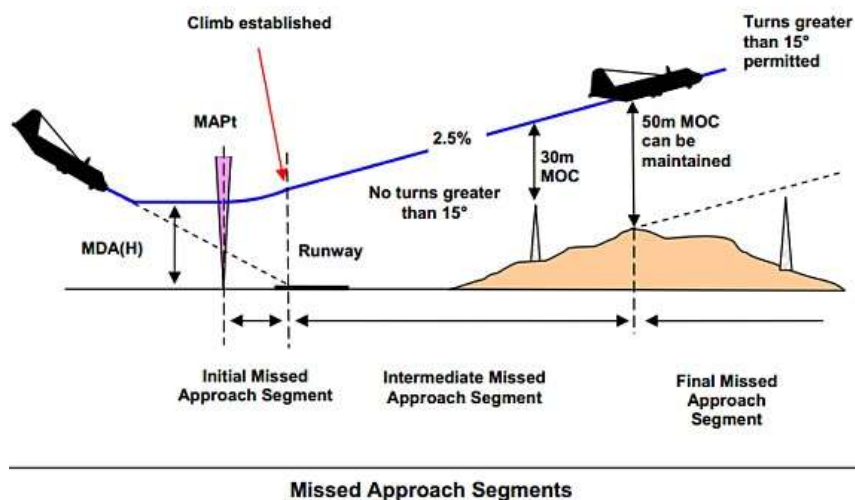 Climb established
Turns greater
than 15°
permitted
MAPt
2.5%
30m
MOC
50m MOC
can be
maintained
No turns greater
than 15°
MDA(H)
Runway
Initial Missed
Approach Segment
Intermediate Missed
Approach Segment
Final Missed
Approach
Segment
Missed Approach Segments